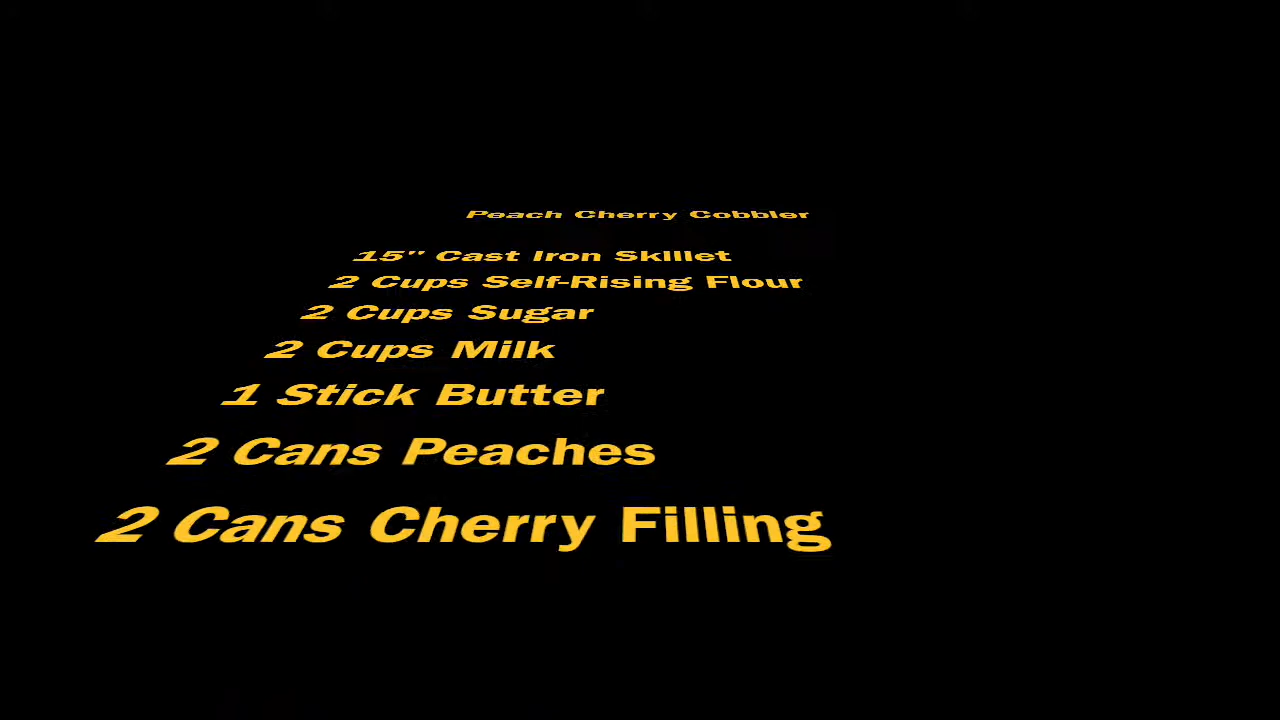 Peach Cherry Cobbler
15" Cast Iron Skillet
2 Cups Self-Rising Flour
2 Cups Sugar
2 Cups Milk
1 Stick Butter
2 Cans Peaches
2 Cans Cherry Filling